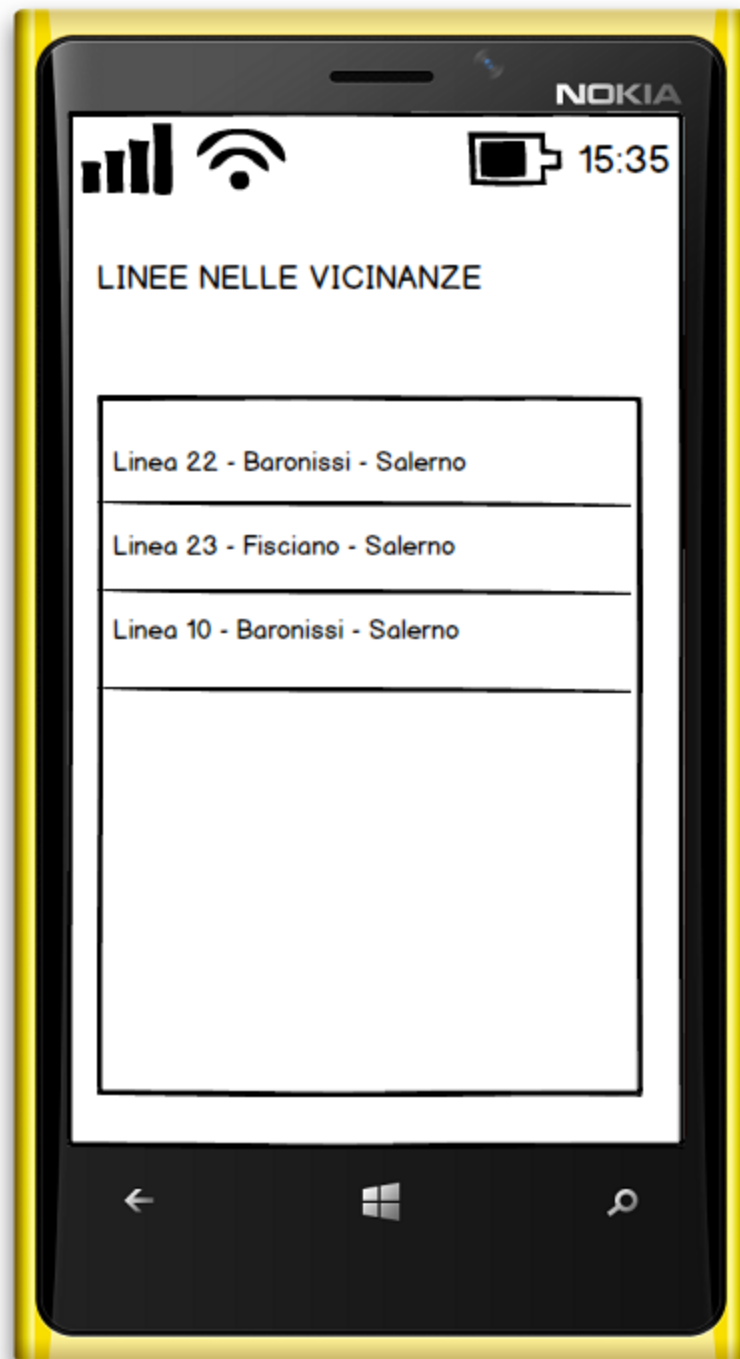 NOKIA
15:35
LINEE NELLE VICINANZE
Linea 22 - Baronissi - Salerno
Linea 23 - Fisciano - Salerno
Linea 10 - Baronissi - Salerno